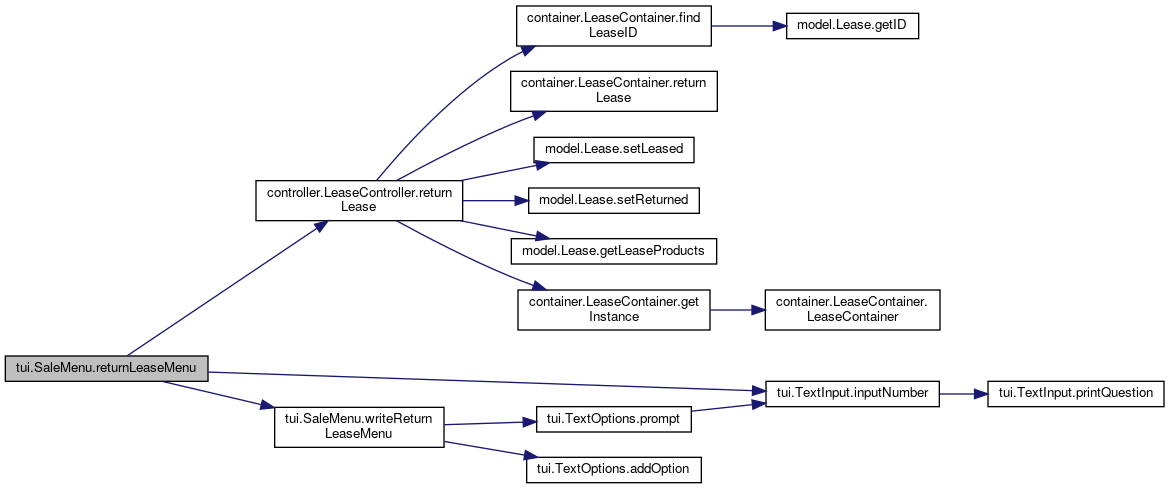 container.LeaseContainer.find
LeaseID
model.Lease.getID
container.LeaseContainer.return
Lease
model.Lease.setLeased
controller.LeaseController.return
Lease
model.Lease.setReturned
model.Lease.getLeaseProducts
container.LeaseContainer.get
Instance
container.LeaseContainer.
LeaseContainer
tui.SaleMenu.returnLeaseMenu
tui.TextInput.inputNumber
tui.TextInput.printQuestion
tui.SaleMenu.writeReturn
LeaseMenu
tui.TextOptions.prompt
tui.TextOptions.addOption